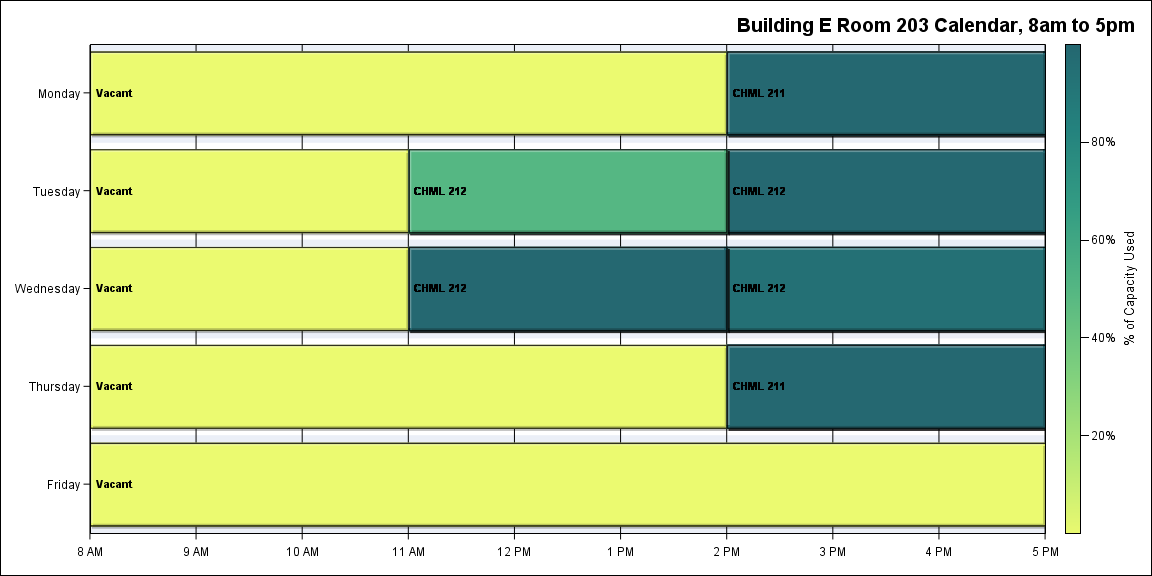 Building E Room 203 Calendar, 8am to 5pm
Monday
Vacant
CHML 211
Tuesday
Vacant
CHML 212
CHML 212
Wednesday
Vacant
CHML 212
CHML 212
Thursday
Vacant
CHML 211
Friday
Vacant
8 AM
9 AM
10 AM
11 AM
12 PM
1 PM
2 PM
3 PM
4 PM
5 PM
80%
60%
40%
20%
% of Capacity Used